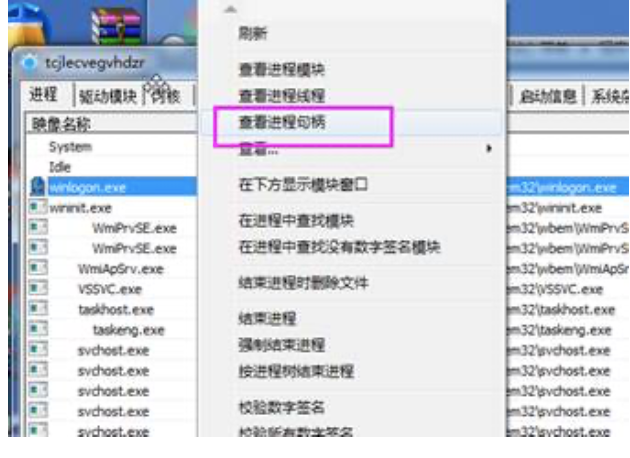 刷新
tcjlecvegvhdzr
查看进程模块
进程 驱动模块 内核
查看进程线程
启动信息 系统杂
映像名称
查看进程句柄
System
查看...
Idle
在下方显示模块窗口
winlogon.exe
em32\winlogon.exe
wininit.exe
em32\wininit.exe
在进程中查找模块
WmiPrvSE.exe
em32\wbem\WmiPrvS
在进程中查找没有数字签名模块
WmiPrvSE.exe
em32\wbem\WmiPrvS
WmiApSrv.exe
em32\wbem\WmiApSr
结束进程时删除文件
VSSVC.exe
em32\VSSVC.exe
taskhost.exe
em32\taskhost.exe
结束进程
taskeng.exe
em32\taskeng.exe
强制结束进程
svchost.exe
em32\svchost.exe
按进程树结束进程
svchost.exe
em32\svchost.exe
svchost.exe
em32\svchost.exe
校验数字签名
svchost.exe
em32\svchost.exe
校验所有数字签名
svchost.exe
em32\svchost.exe